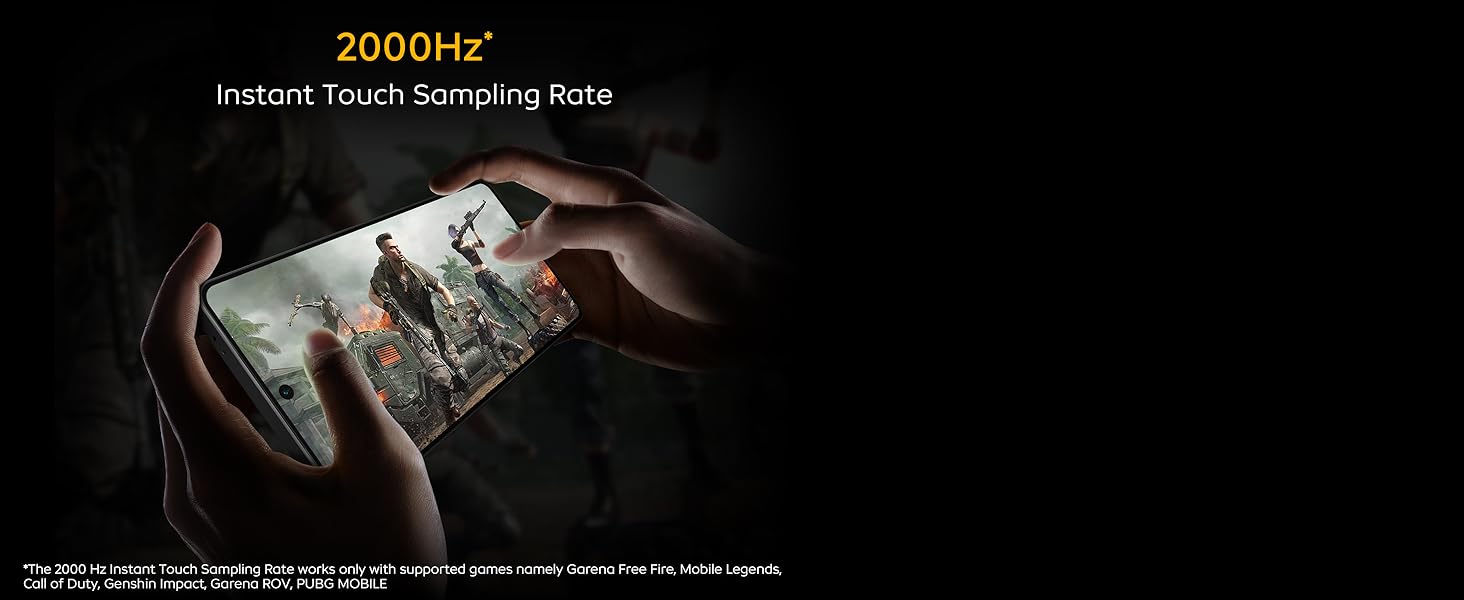 2000Hz*
Instant Touch Sampling Rate
*The 2000 Hz Instant Touch Sampling Rate works only with supported games namely Garena Free Fire, Mobile Legends,
Call of Duty, Genshin Impact, Garena ROV, PUBG MOBILE